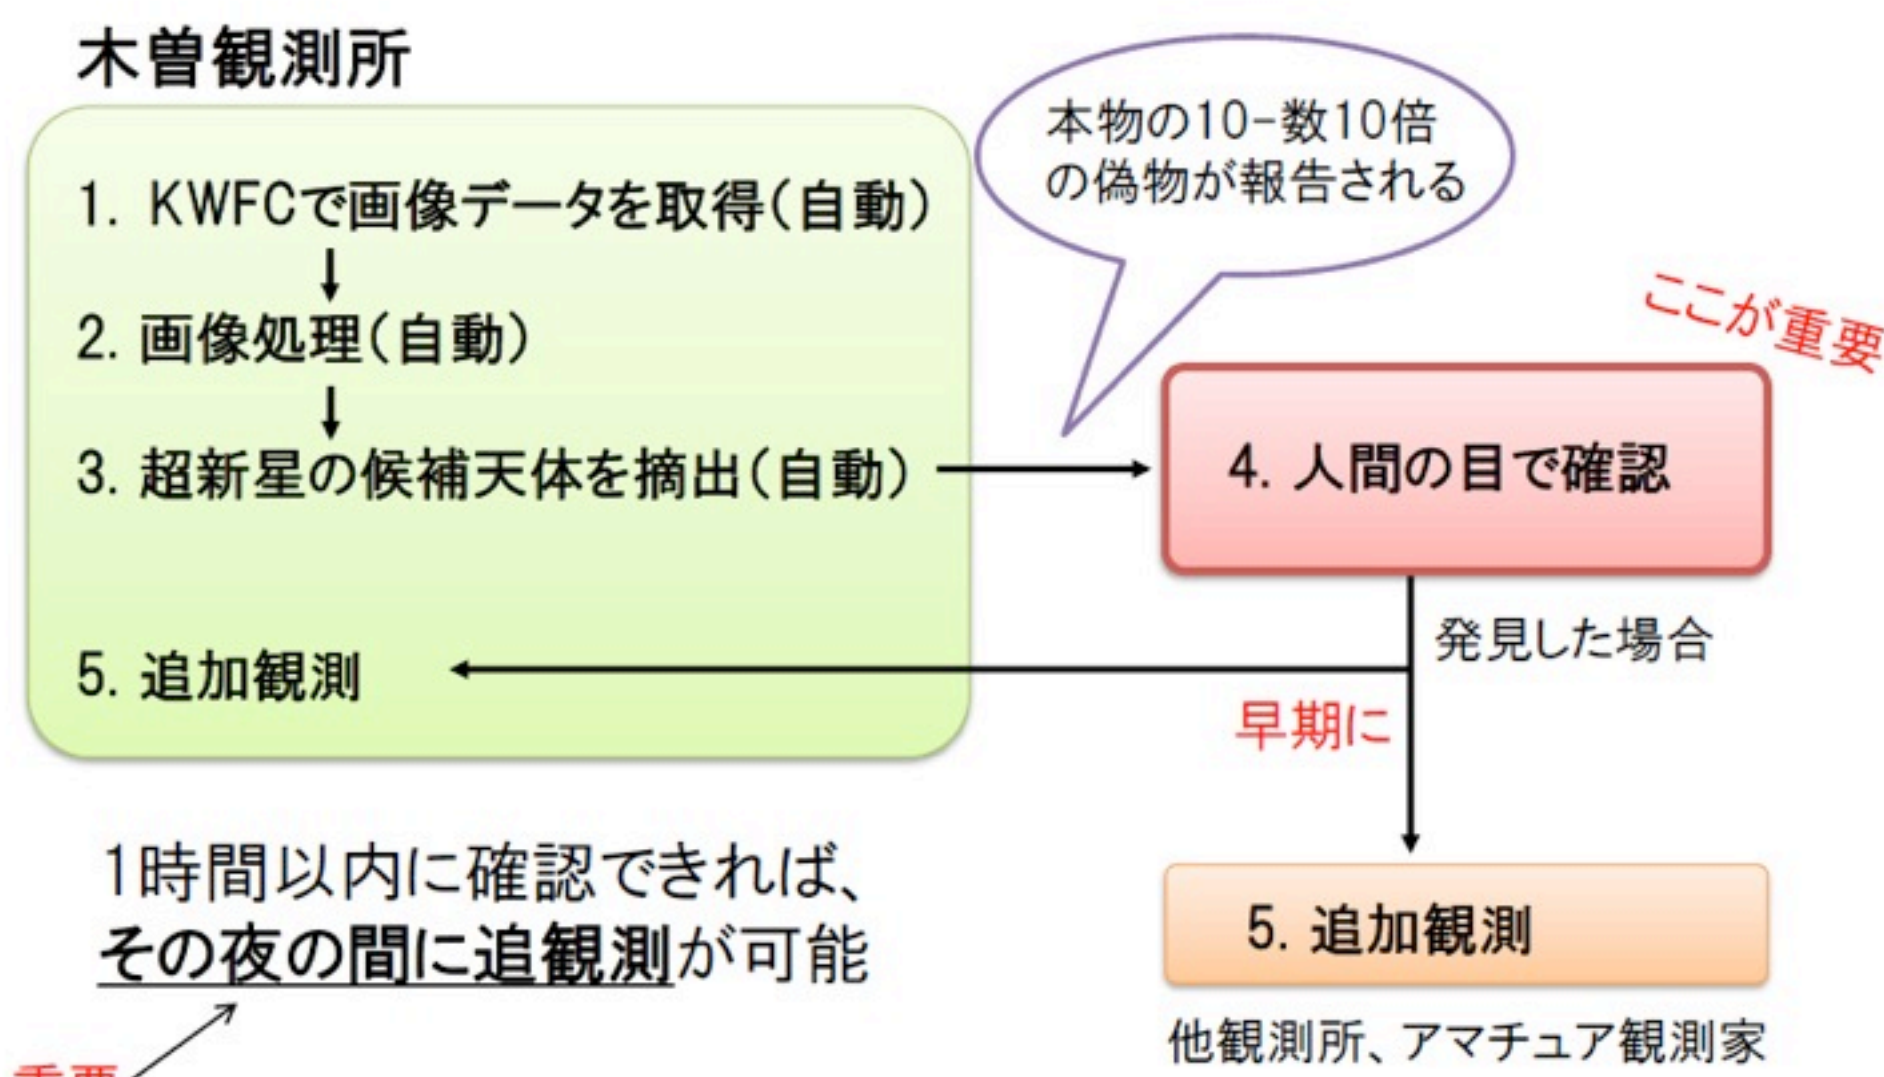 木曽観測所
1. KWFCで画像データを取得(自動)
2. 画像処理(自動)
3. 超新星の候補天体を摘出(自動)
5. 追加観測
本物の10-数10倍
の偽物が報告される
ここが重要
4. 人間の目で確認
発見した場合
早期に
5. 追加観測
他観測所、アマチュア観測家
1時間以内に確認できれば、
その夜の間に追観測が可能
重要